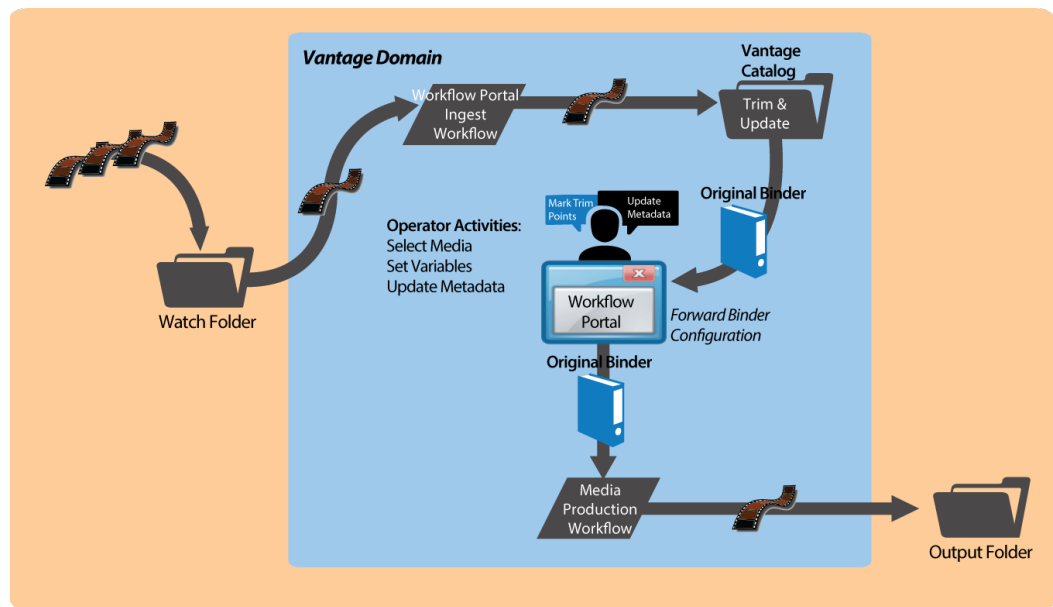 Vantage Domain
Vantage
Catalog
Workflow Portal
Ingest
Workflow
Trim &
Update
Mark Trim
Points
Update
Metadata
Original Binder
Operator Activities:
Select Media
Set Variables
Update Metadata
Watch Folder
Workflow
Portal
Forward Binder
Configuration
Original Binder
Media
Production
Workflow
Output Folder